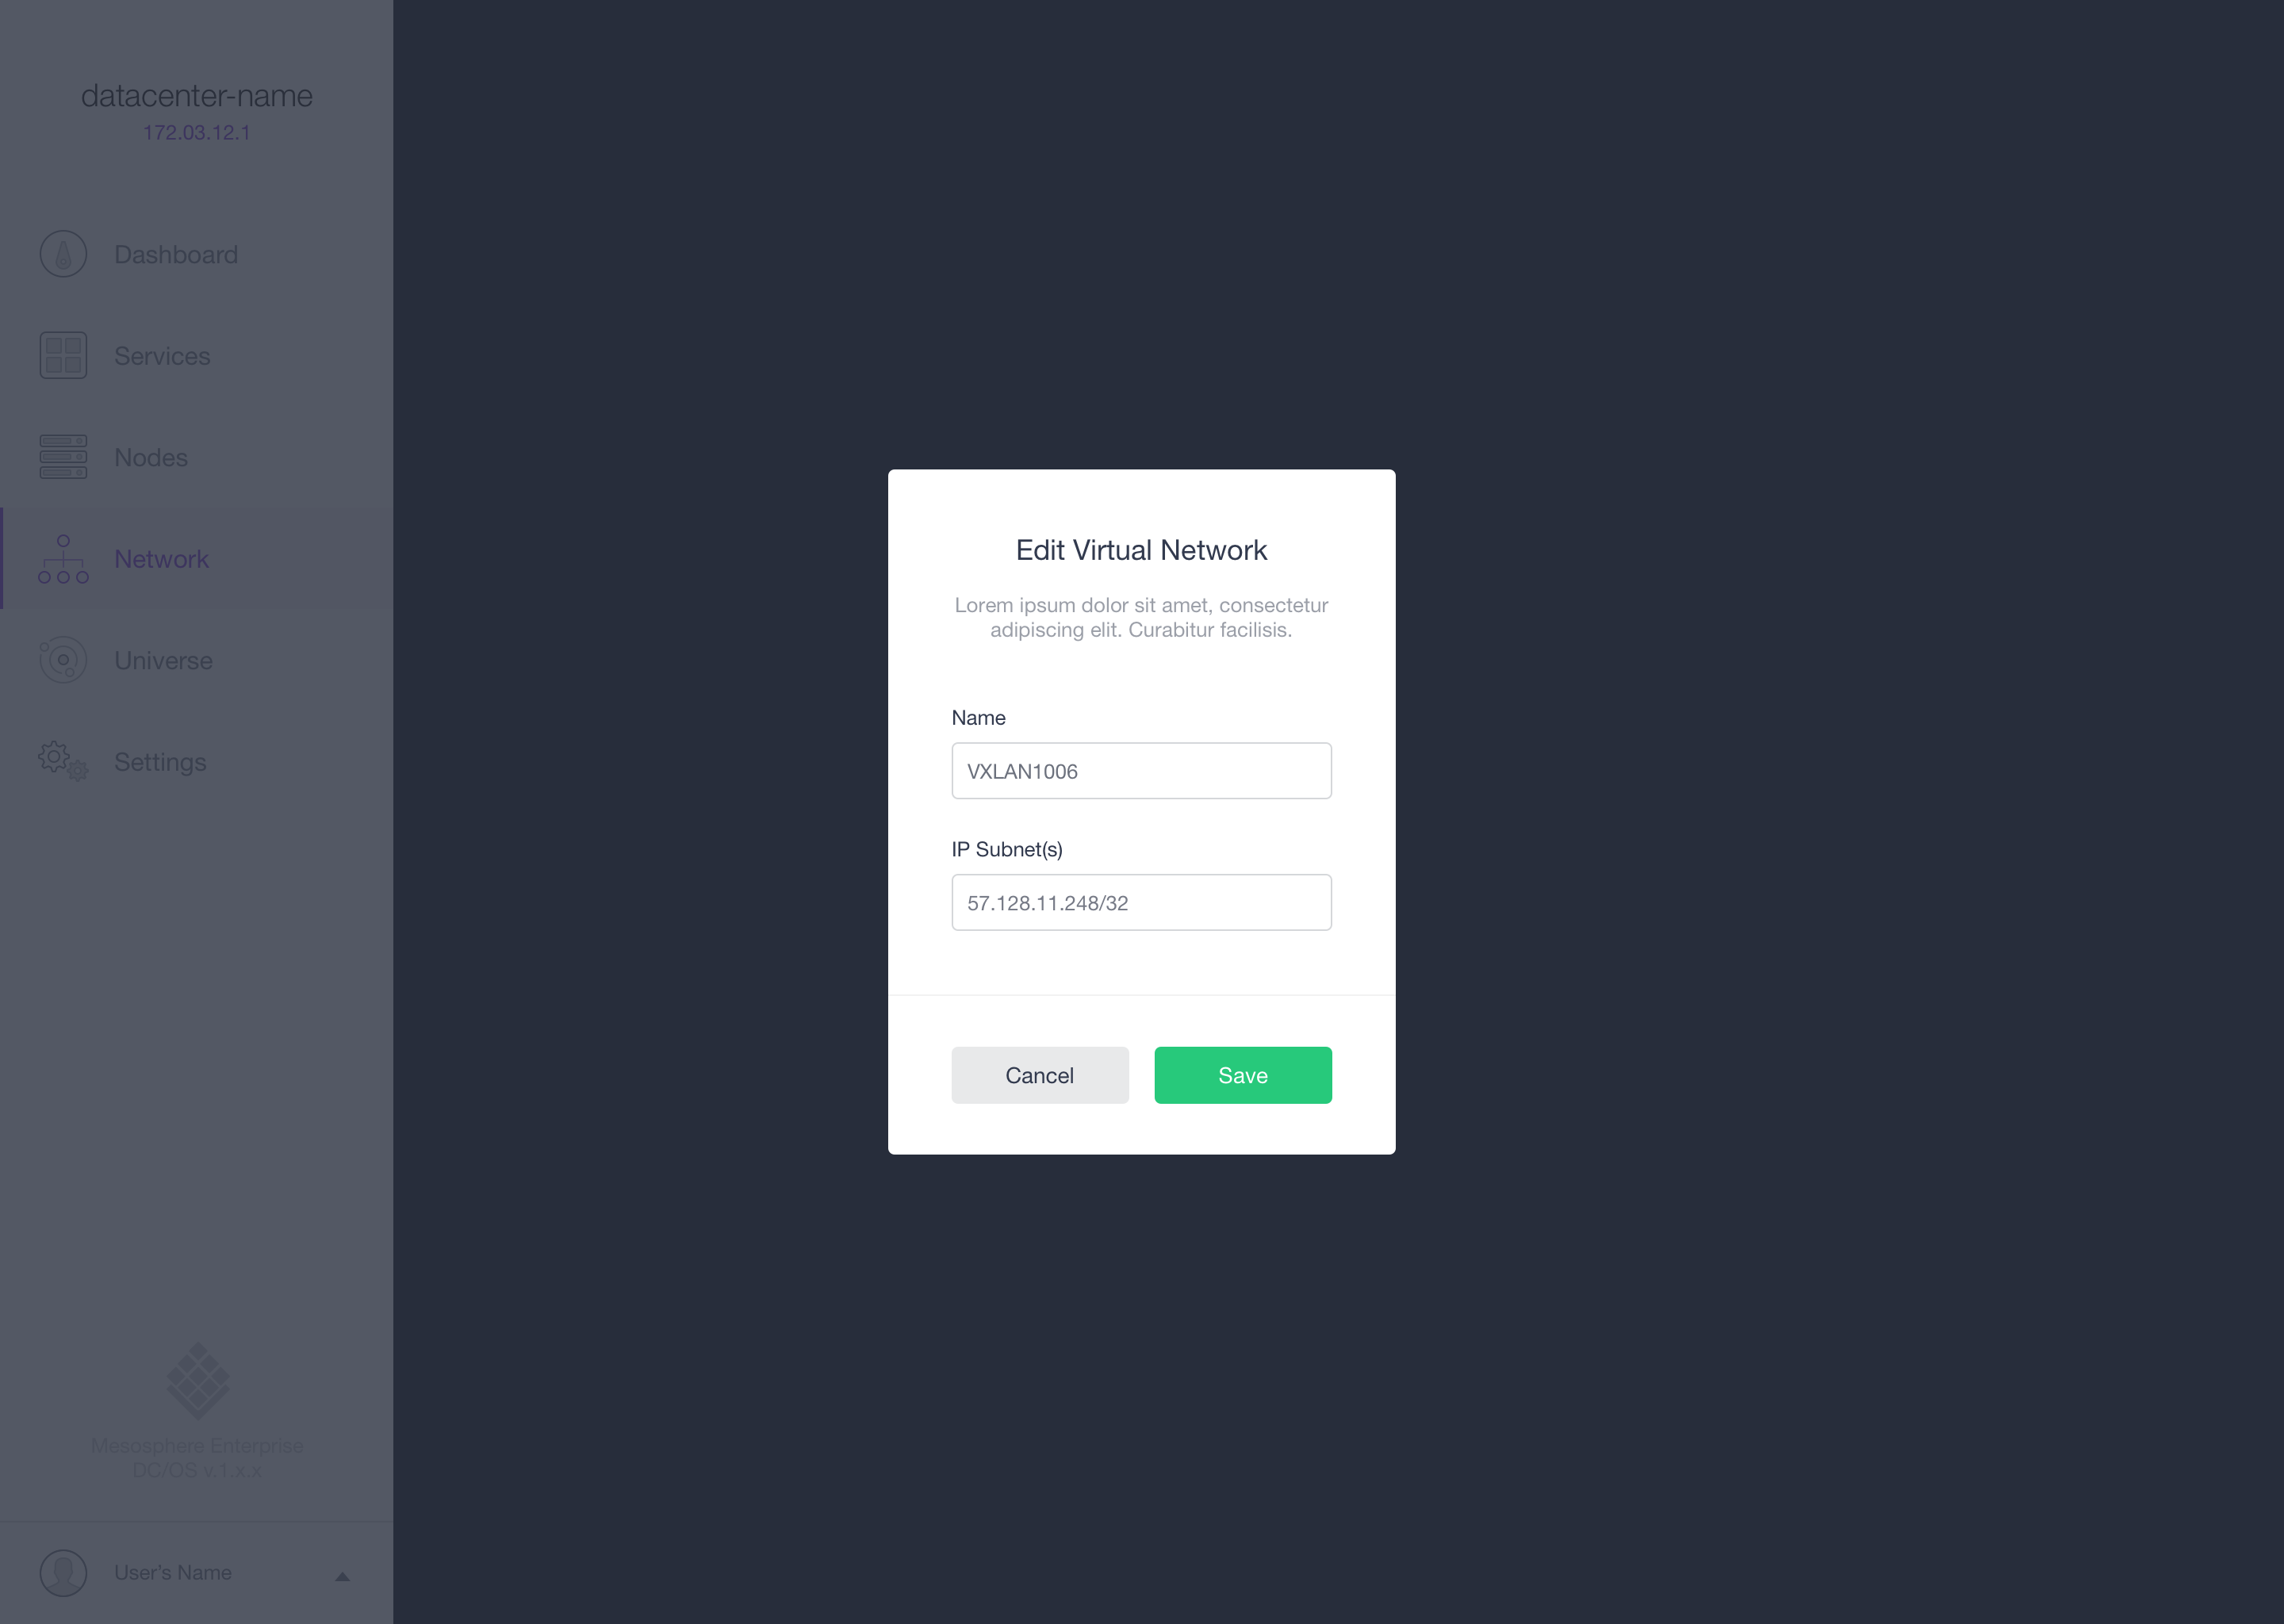 datacenter-name
172.03.12.1
Dashboard
Services
Nodes
Network
Universe
Settings
Mesosphere Enterprise
DC/OS v.1.x.x
User's Name
Edit Virtual Network
Lorem ipsum dolor sit amet, consectetur
adipiscing elit. Curabitur facilisis.
Name
VXLAN1006
IP Subnet(s)
57.128.11.248/32
Cancel
Save